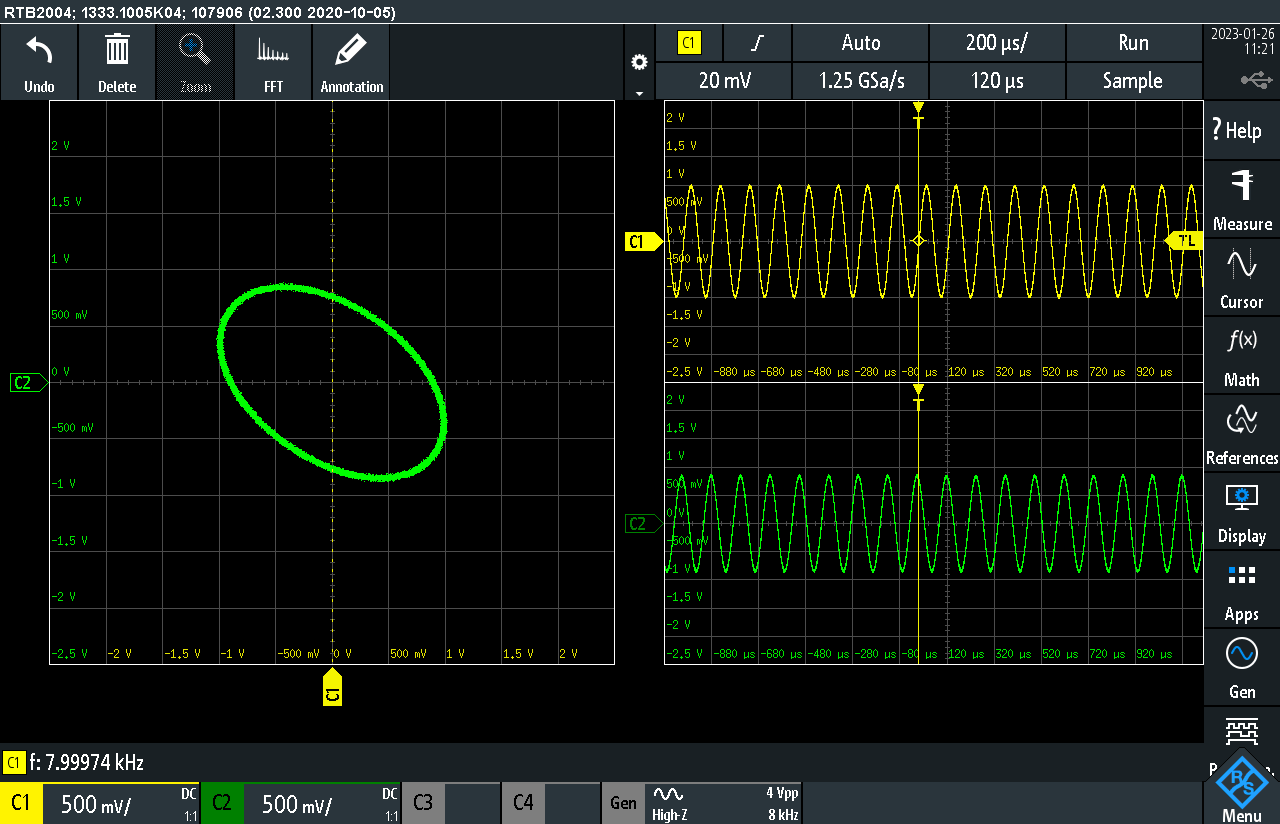 RTB2004; 1333.1005K04; 107906 (02.300 2020-10-05)
Undo Delete Zoom FFT Annotation
C1 Auto 200 µs/ Run
20 mV 1.25 GSa/s 120 µs Sample
2023-01-26
11:21
2 V
1.5 V
1 V
500 mV
0 V
-500 mV
-1 V
-1.5 V
-2 V
-2.5 V -2 V -1.5 V -1 V -500 mV 0 V 500 mV 1 V 1.5 V 2 V
C2
C1
T
2 V
1.5 V
1 V
500 mV
0 V
-500 mV
-1 V
-1.5 V
-2 V
-2.5 V -880 µs -680 µs -480 µs -280 µs -80 µs 120 µs 320 µs 520 µs 720 µs 920 µs
C1
TL
T
2 V
1.5 V
1 V
500 mV
0 V
-500 mV
-1 V
-1.5 V
-2 V
-2.5 V -880 µs -680 µs -480 µs -280 µs -80 µs 120 µs 320 µs 520 µs 720 µs 920 µs
C2
? Help
Measure
Cursor
f(x)
Math
References
Display
Apps
Gen
R&S
Menu
C1 f: 7.99974 kHz
C1 500 mV/ DC 1:1
C2 500 mV/ DC 1:1
C3
C4
Gen High-Z 4 Vpp 8 kHz